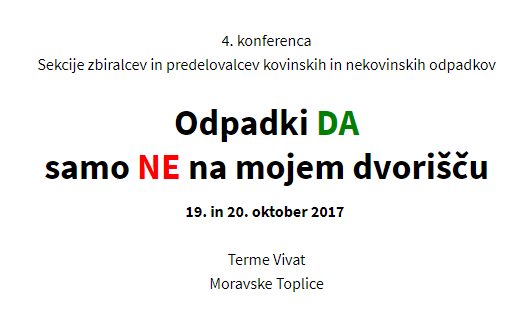 4. konferenca
Sekcije zbiralcev in predelovalcev kovinskih in nekovinskih odpadkov
Odpadki DA
samo NE na mojem dvorišču
19. in 20. oktober 2017
Terme Vivat
Moravske Toplice